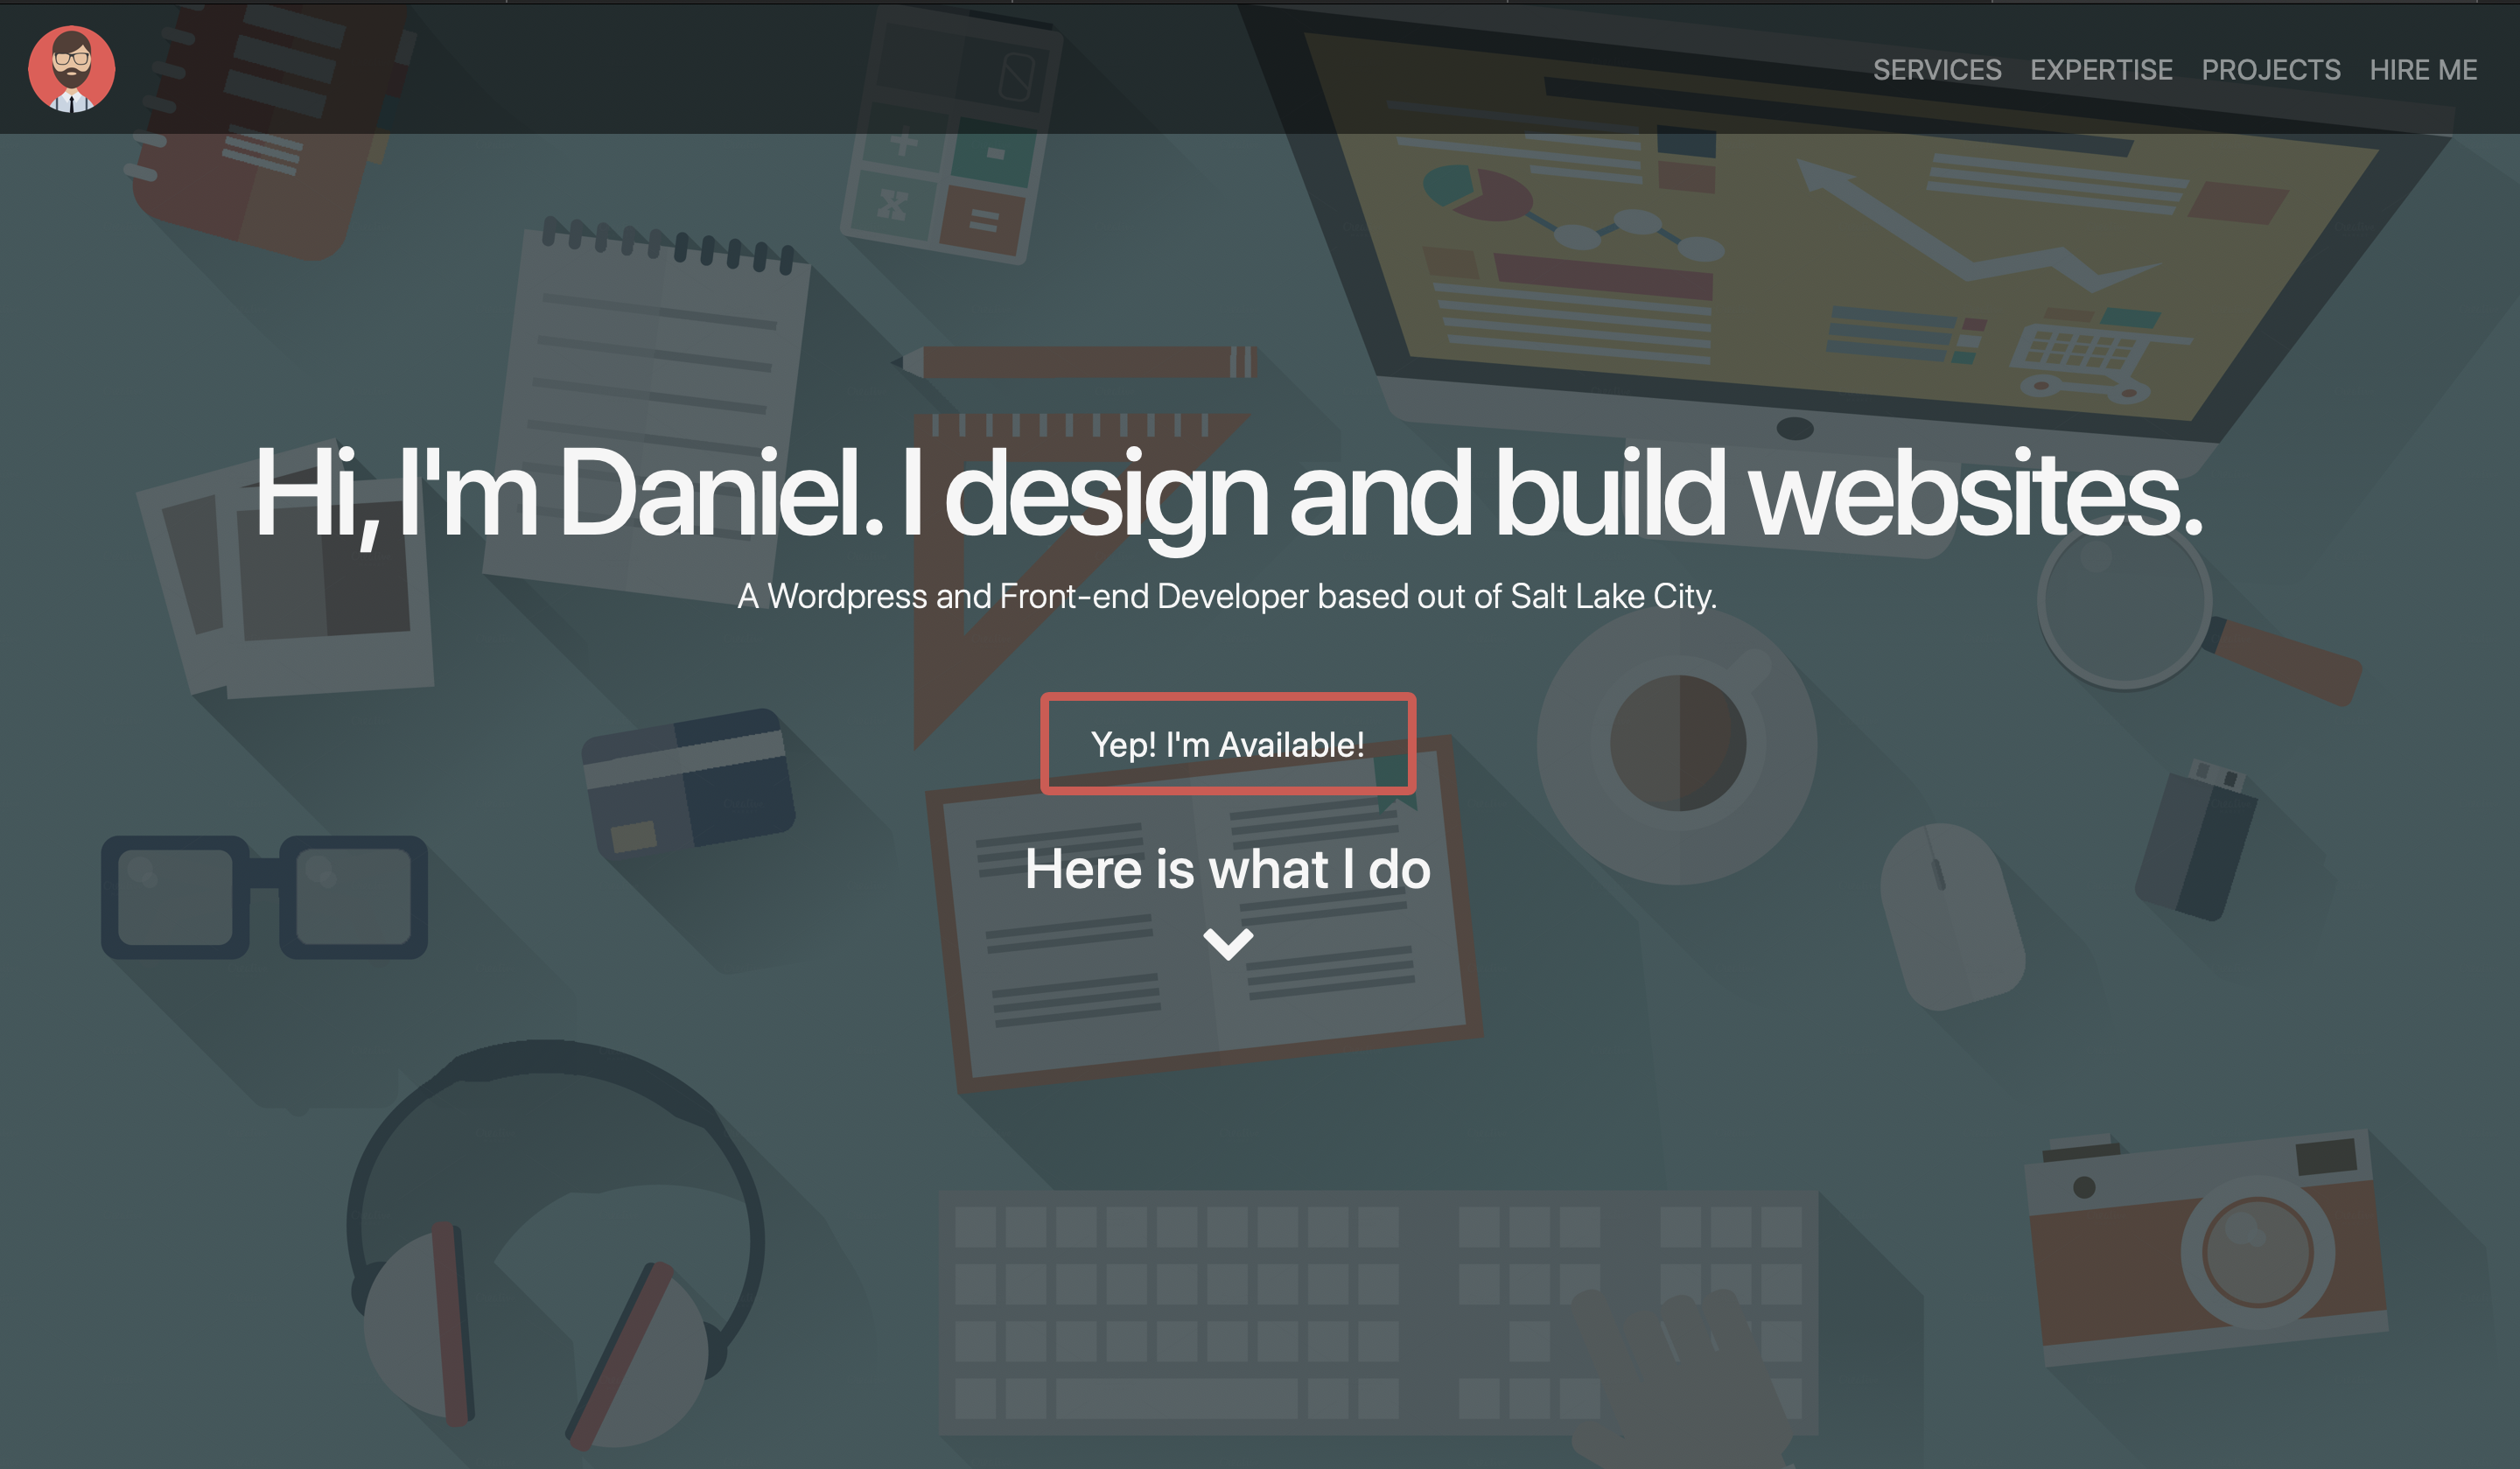 SERVICES EXPERTISE PROJECTS HIRE ME
Hi, I'm Daniel. I design and build websites.
A Wordpress and Front-end Developer based out of Salt Lake City.
Yep! I'm Available!
Here is what I do